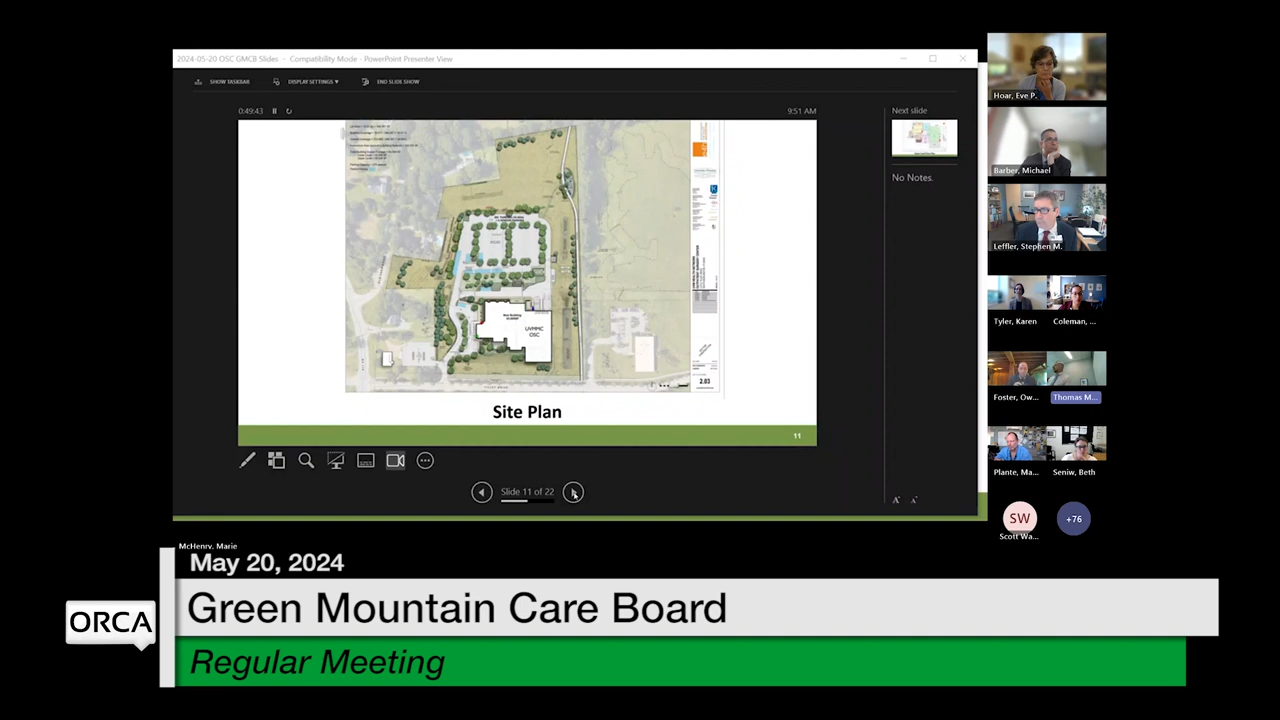 2024-05-20 OSC GMCB Slides - Compatibility Mode - PowerPoint Presenter View
SHOW TASKBAR
DISPLAY SETTINGS ▼
END SLIDE SHOW
0:49:43
9:51 AM
Next slide
No Notes.
UVMMC
OSC
2.03
Site Plan
11
Slide 11 of 22
Hoar, Eve P.
Barber, Michael
Leffler, Stephen M.
Tyler, Karen
Coleman, ...
Foster, Ow...
Thomas M...
Plante, Ma...
Seniw, Beth
SW
Scott Wa...
+76
McHenry, Marie
May 20, 2024
ORCA
Green Mountain Care Board
Regular Meeting